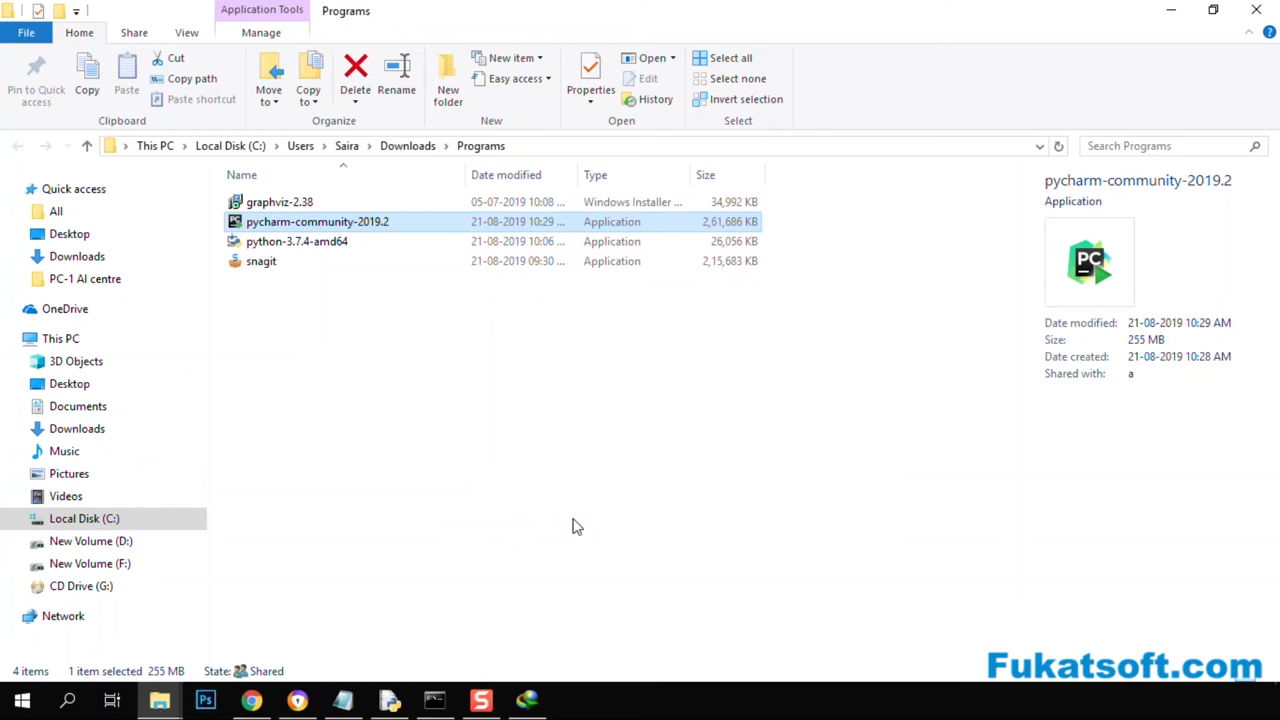 Application Tools Programs
File Home Share View Manage
Pin to Quick access
Copy
Paste
Cut
Copy path
Paste shortcut
Clipboard
Move to
Copy to
Delete
Rename
Organize
New folder
New item
Easy access
New
Properties
Open
Edit
History
Open
Select all
Select none
Invert selection
Select
This PC Local Disk (C:) Users Saira Downloads Programs
Search Programs
Name Date modified Type Size
graphviz-2.38 05-07-2019 10:08 ... Windows Installer ... 34,992 KB
pycharm-community-2019.2 21-08-2019 10:29 ... Application 2,61,686 KB
python-3.7.4-amd64 21-08-2019 10:06 ... Application 26,056 KB
snagit 21-08-2019 09:30 ... Application 2,15,683 KB
Quick access
All
Desktop
Downloads
PC-1 AI centre
OneDrive
This PC
3D Objects
Desktop
Documents
Downloads
Music
Pictures
Videos
Local Disk (C:)
New Volume (D:)
New Volume (F:)
CD Drive (G:)
Network
pycharm-community-2019.2
Application
PC
Date modified: 21-08-2019 10:29 AM
Size: 255 MB
Date created: 21-08-2019 10:28 AM
Shared with: a
4 items 1 item selected 255 MB State: Shared
Fukatsoft.com
Ps
S